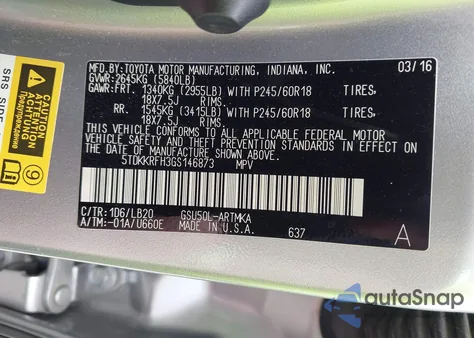 MFD.BY:TOYOTA MOTOR MANUFACTURING, INDIANA, INC. 03/16
GVWR:2645KG (5840LB)
GAWR:FRT. 1340KG (2955LB) WITH P245/60R18 TIRES,
18X7.5J RIMS.
RR. 1545KG (3415LB) WITH P245/60R18 TIRES,
18X7.5J RIMS.
THIS VEHICLE CONFORMS TO ALL APPLICABLE FEDERAL MOTOR
VEHICLE SAFETY AND THEFT PREVENTION STANDARDS IN
EFFECT ON THE DATE OF MANUFACTURE SHOWN ABOVE.
5TDKKRFH3GS146873 MPV
C/TR:1D6/LB20 GSU50L-ARTMKA
A/TM:-01A/U660E MADE IN U.S.A. 637 A
SRS SIDE
9
autoSnap